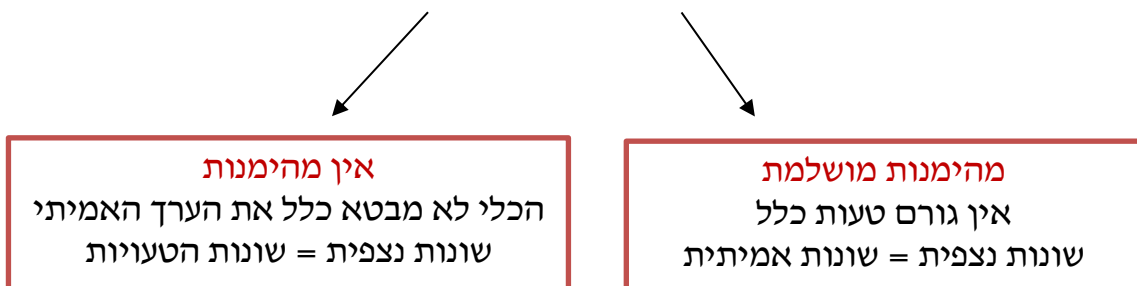 מהימנות מושלמת
אין גורם טעות כלל
שונות נצפית = שונות אמיתית
אין מהימנות
הכלי לא מבטא כלל את הערך האמיתי
שונות נצפית = שונות הטעויות